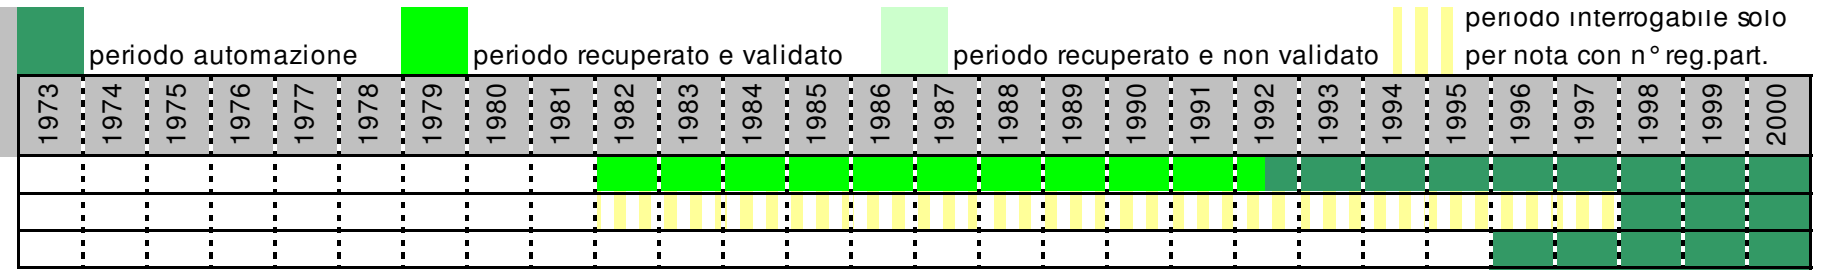 periodo automazione
periodo recuperato e validato
periodo recuperato e non validato
periodo interrogabile solo
per nota con n° reg.part.
1973 1974 1975 1976 1977 1978 1979 1980 1981 1982 1983 1984 1985 1986 1987 1988 1989 1990 1991 1992 1993 1994 1995 1996 1997 1998 1999 2000